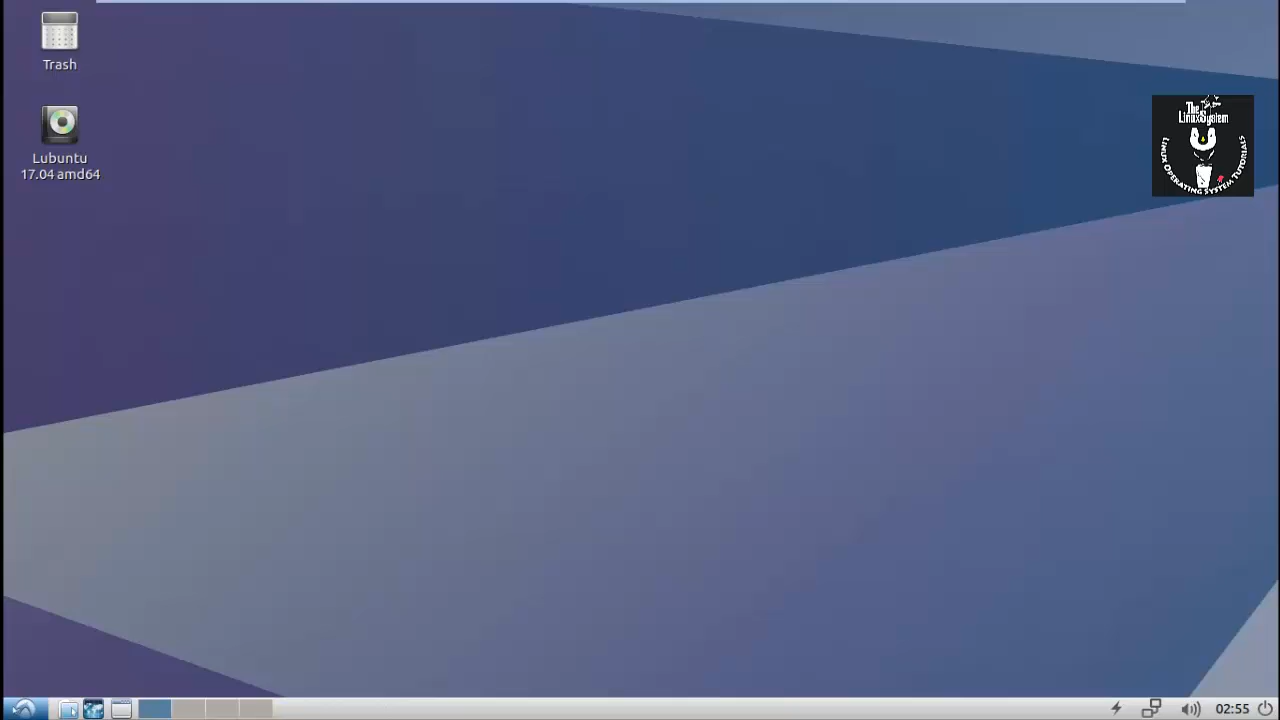 Trash
Lubuntu
17.04 amd64
The
LinuxSystem
LINUX OPERATING SYSTEM TUTORIALS
02:55